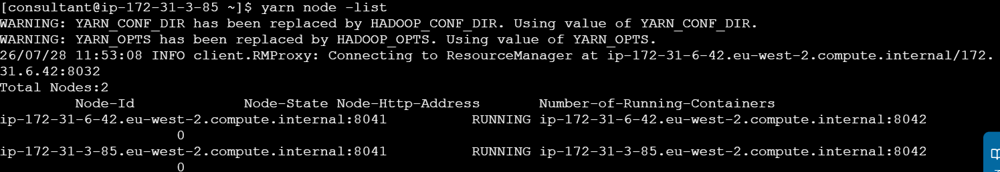 [consultant@ip-172-31-3-85 ~]$ yarn node -list
WARNING: YARN_CONF_DIR has been replaced by HADOOP_CONF_DIR. Using value of YARN_CONF_DIR.
WARNING: YARN_OPTS has been replaced by HADOOP_OPTS. Using value of YARN_OPTS.
26/07/28 11:53:08 INFO client.RMProxy: Connecting to ResourceManager at ip-172-31-6-42.eu-west-2.compute.internal/172.
31.6.42:8032
Total Nodes:2
         Node-Id             Node-State Node-Http-Address       Number-of-Running-Containers
ip-172-31-6-42.eu-west-2.compute.internal:8041          RUNNING ip-172-31-6-42.eu-west-2.compute.internal:8042
                     0
ip-172-31-3-85.eu-west-2.compute.internal:8041          RUNNING ip-172-31-3-85.eu-west-2.compute.internal:8042
                     0